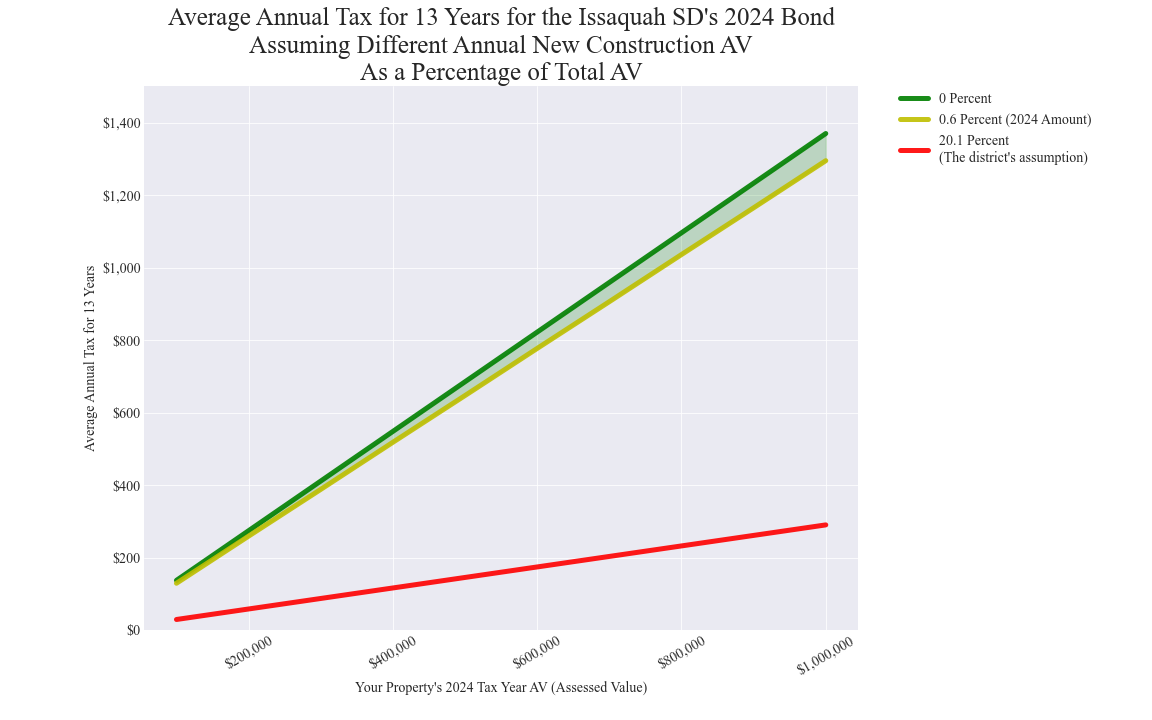 Average Annual Tax for 13 Years for the Issaquah SD's 2024 Bond
Assuming Different Annual New Construction AV
As a Percentage of Total AV
0 Percent
0.6 Percent (2024 Amount)
20.1 Percent
(The district's assumption)
Average Annual Tax for 13 Years
$1,400
$1,200
$1,000
$800
$600
$400
$200
$0
$200,000
$400,000
$600,000
$800,000
$1,000,000
Your Property's 2024 Tax Year AV (Assessed Value)